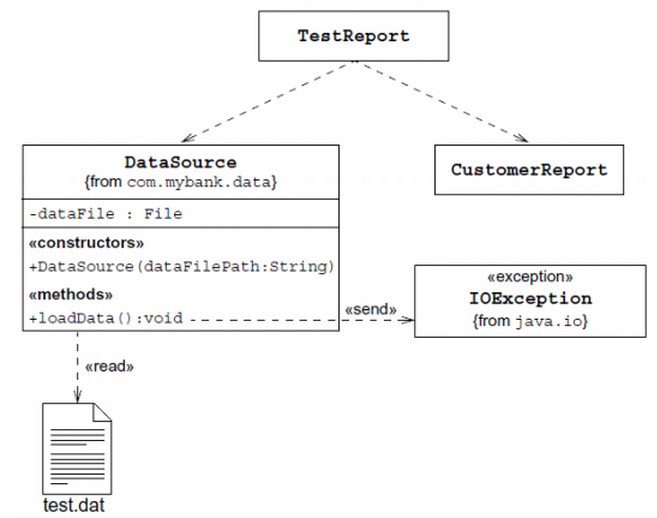 TestReport
DataSource
{from com.mybank.data}
-dataFile : File
«constructors»
+DataSource(dataFilePath:String)
«methods»
+loadData():void
CustomerReport
«send»
«exception»
IOException
{from java.io}
«read»
test.dat